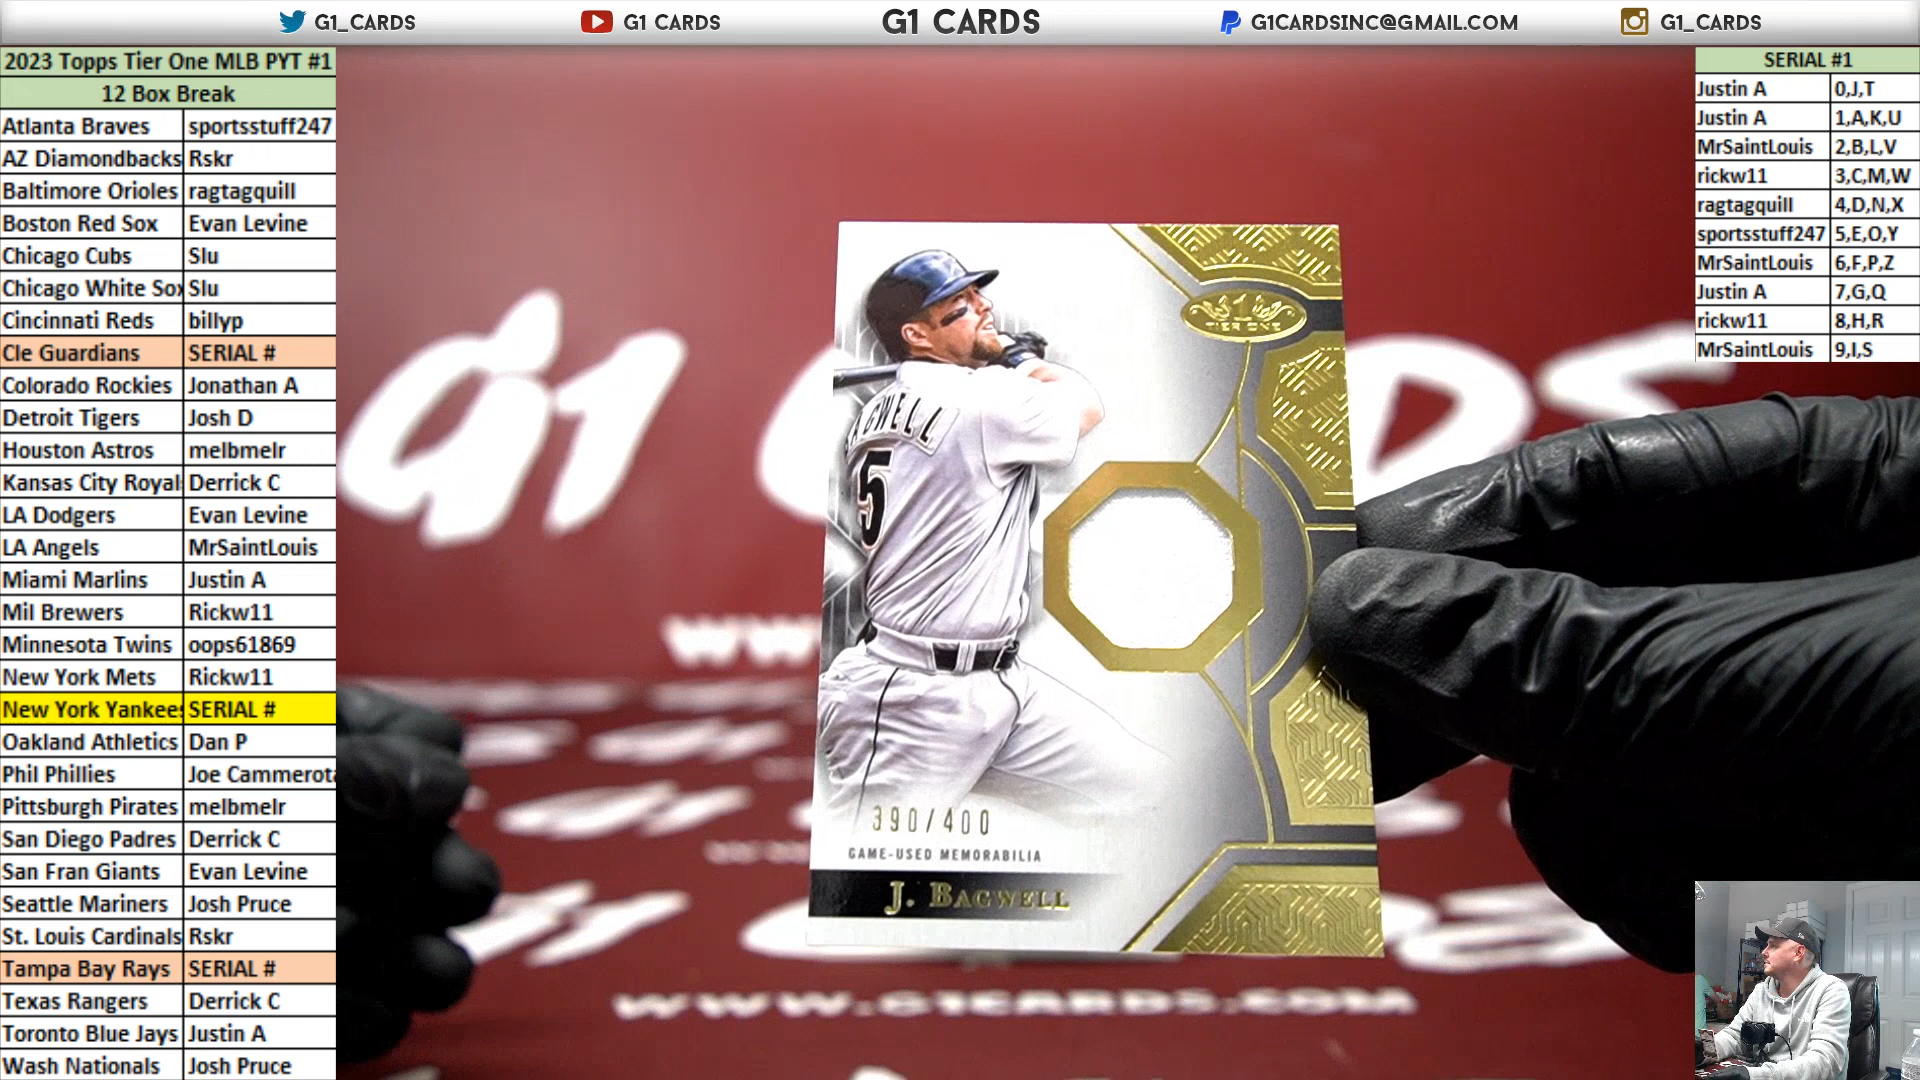 G1_CARDS
G1 CARDS
G1 CARDS
G1CARDSINC@GMAIL.COM
G1_CARDS
2023 Topps Tier One MLB PYT #1
12 Box Break
Atlanta Braves sportsstuff247
AZ Diamondbacks Rskr
Baltimore Orioles ragtagquill
Boston Red Sox Evan Levine
Chicago Cubs Slu
Chicago White Sox Slu
Cincinnati Reds billyp
Cle Guardians SERIAL #
Colorado Rockies Jonathan A
Detroit Tigers Josh D
Houston Astros melbmelr
Kansas City Royal Derrick C
LA Dodgers Evan Levine
LA Angels MrSaintLouis
Miami Marlins Justin A
Mil Brewers Rickw11
Minnesota Twins oops61869
New York Mets Rickw11
New York Yankees SERIAL #
Oakland Athletics Dan P
Phil Phillies Joe Cammerota
Pittsburgh Pirates melbmelr
San Diego Padres Derrick C
San Fran Giants Evan Levine
Seattle Mariners Josh Pruce
St. Louis Cardinals Rskr
Tampa Bay Rays SERIAL #
Texas Rangers Derrick C
Toronto Blue Jays Justin A
Wash Nationals Josh Pruce
SERIAL #1
Justin A 0,J,T
Justin A 1,A,K,U
MrSaintLouis 2,B,L,V
rickw11 3,C,M,W
ragtagquill 4,D,N,X
sportsstuff247 5,E,O,Y
MrSaintLouis 6,F,P,Z
Justin A 7,G,Q
rickw11 8,H,R
MrSaintLouis 9,I,S
G1
1
TIER ONE
BAGWELL
5
390/400
GAME-USED MEMORABILIA
J. BAGWELL
WWW.G1CARDS.COM